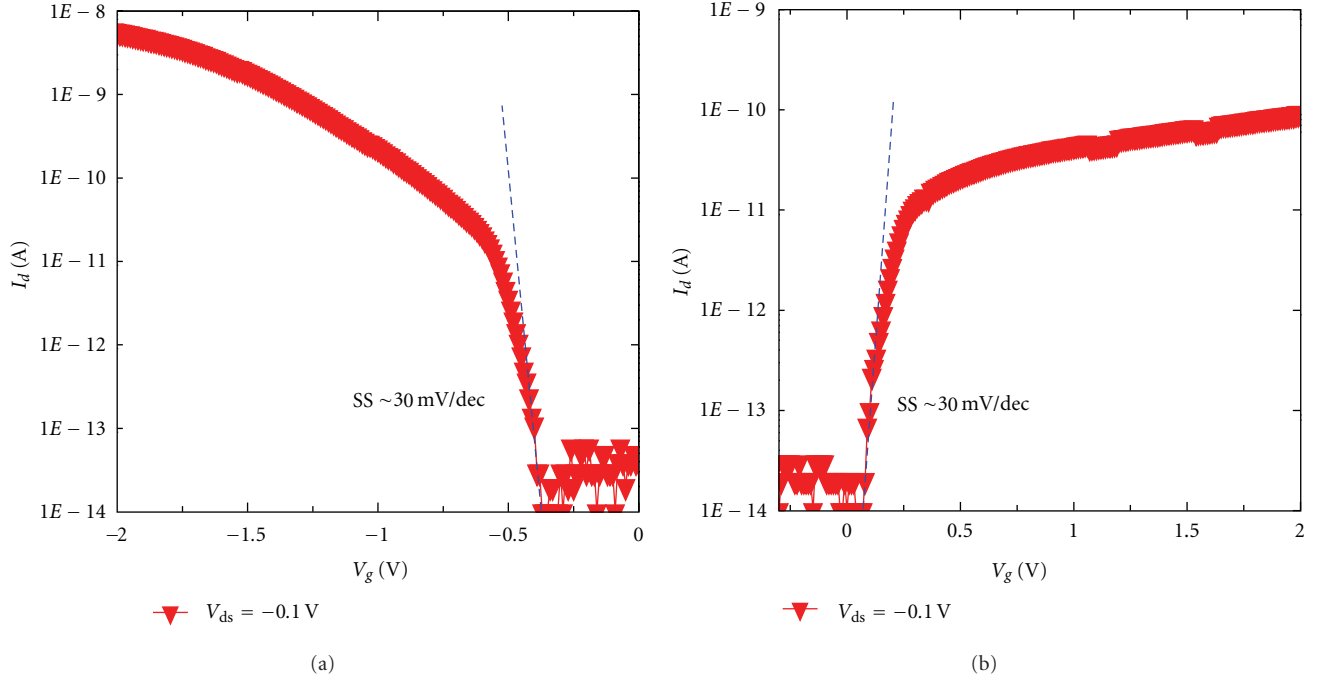 1E − 8
1E − 9
1E − 10
1E − 11
1E − 12
1E − 13
1E − 14
I_d (A)
SS ~30 mV/dec
−2
−1.5
−1
−0.5
0
V_g (V)
V_ds = −0.1 V
(a)
1E − 9
1E − 10
1E − 11
1E − 12
1E − 13
1E − 14
I_d (A)
SS ~30 mV/dec
0
0.5
1
1.5
2
V_g (V)
V_ds = −0.1 V
(b)